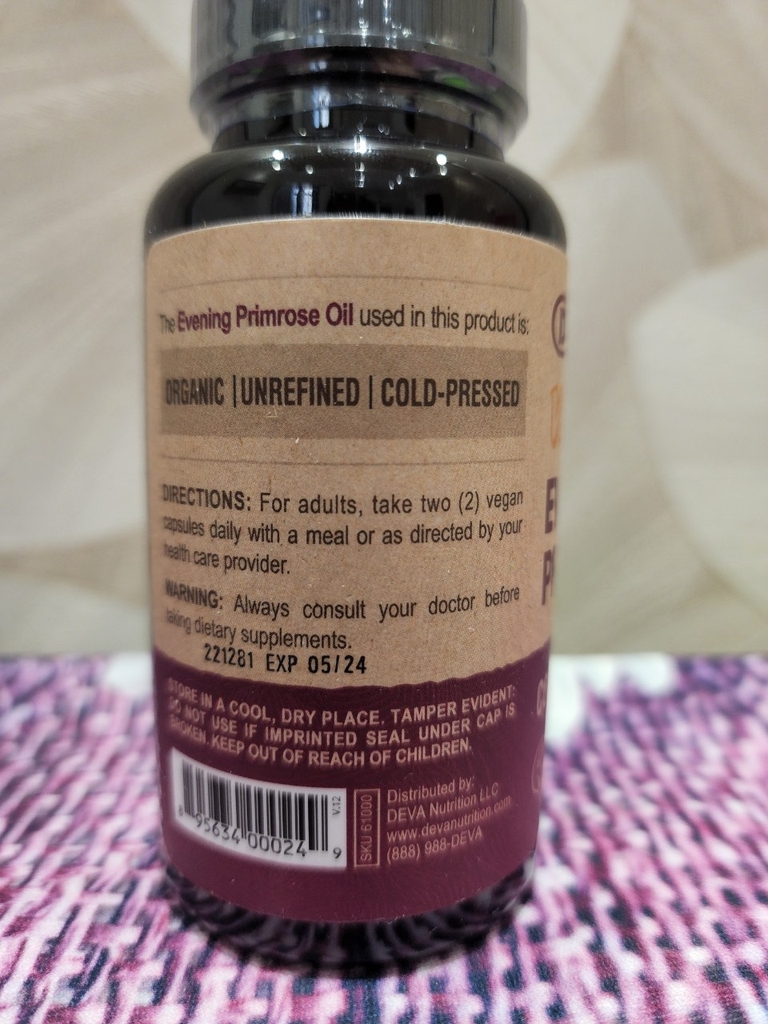 The Evening Primrose Oil used in this product is:
ORGANIC | UNREFINED | COLD-PRESSED
DIRECTIONS: For adults, take two (2) vegan
capsules daily with a meal or as directed by your
health care provider.
WARNING: Always consult your doctor before
taking dietary supplements.
221281 EXP 05/24
STORE IN A COOL, DRY PLACE. TAMPER EVIDENT:
DO NOT USE IF IMPRINTED SEAL UNDER CAP IS
BROKEN. KEEP OUT OF REACH OF CHILDREN.
V.12
8 95634 00024 9
SKU 61000
Distributed by:
DEVA Nutrition LLC
www.devanutrition.com
(888) 988-DEVA